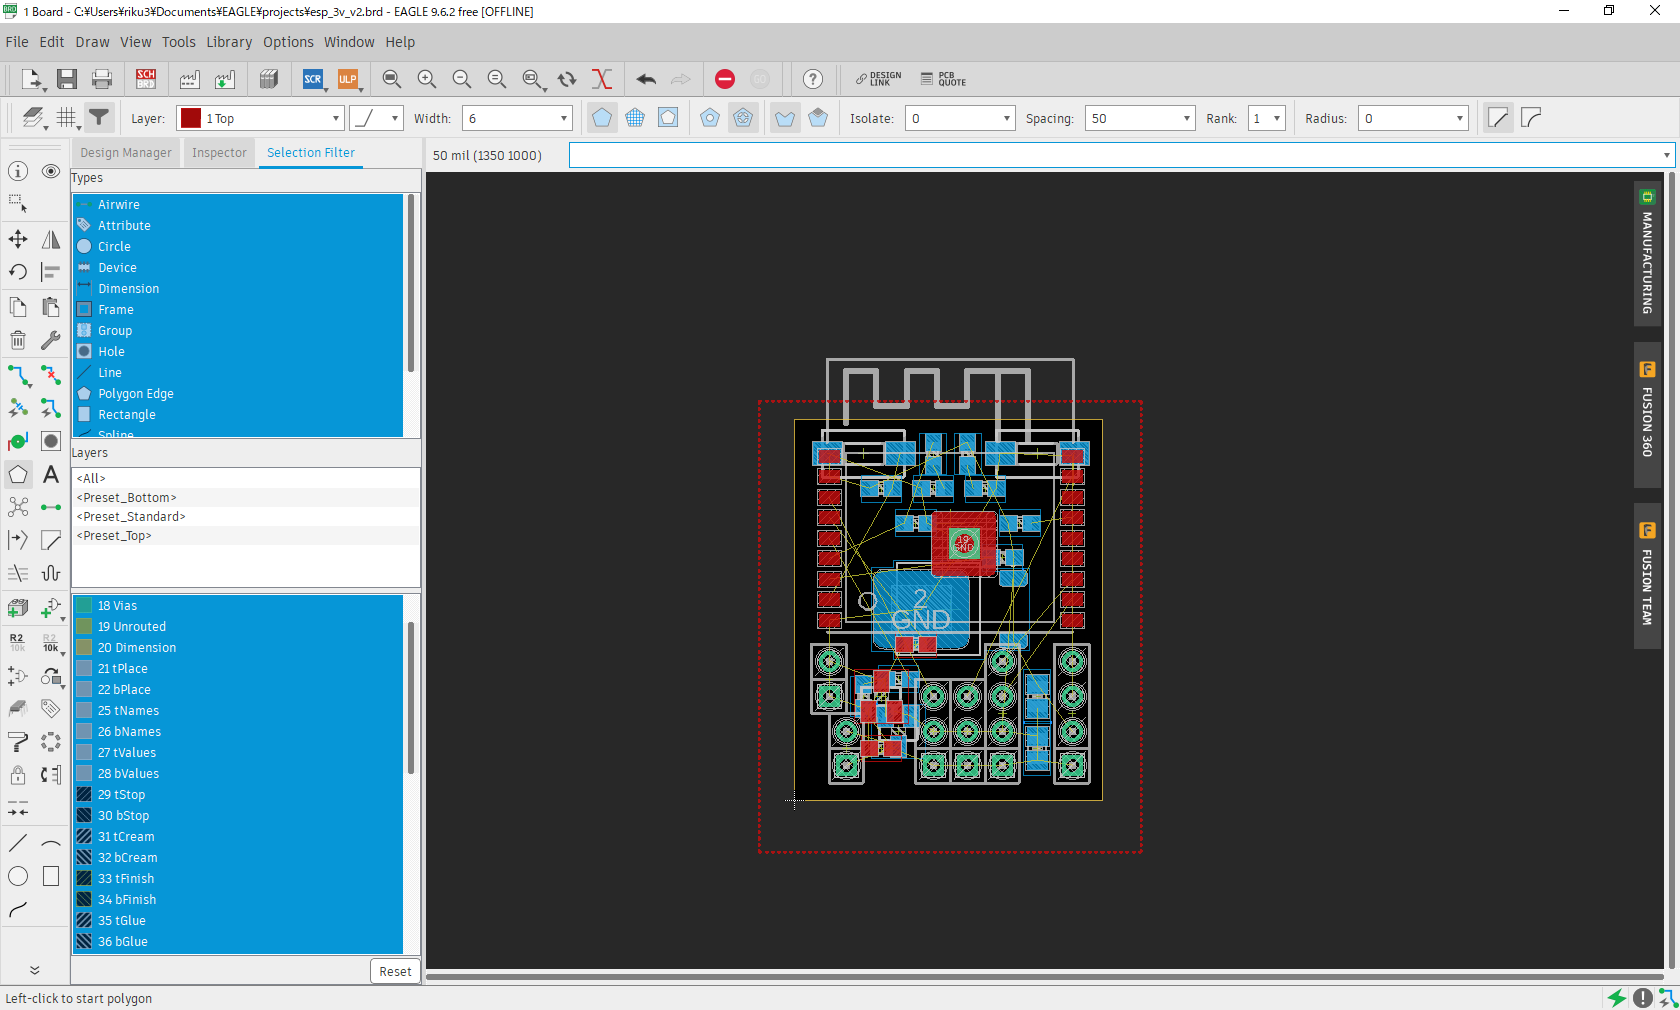 1 Board - C:¥Users¥riku3¥Documents¥EAGLE¥projects¥esp_3v_v2.brd - EAGLE 9.6.2 free [OFFLINE]
File Edit Draw View Tools Library Options Window Help
SCH BRD SCR ULP GO DESIGN LINK PCB QUOTE
Layer: 1 Top Width: 6 Isolate: 0 Spacing: 50 Rank: 1 Radius: 0
Design Manager Inspector Selection Filter
50 mil (1350 1000)
Types
Airwire
Attribute
Circle
Device
Dimension
Frame
Group
Hole
Line
Polygon Edge
Rectangle
Spline
Layers
<All>
<Preset_Bottom>
<Preset_Standard>
<Preset_Top>
18 Vias
19 Unrouted
20 Dimension
21 tPlace
22 bPlace
25 tNames
26 bNames
27 tValues
28 bValues
29 tStop
30 bStop
31 tCream
32 bCream
33 tFinish
34 bFinish
35 tGlue
36 bGlue
Reset
R2 10k
R2 10k
19
GND
2
GND
MANUFACTURING
FUSION 360
FUSION TEAM
Left-click to start polygon